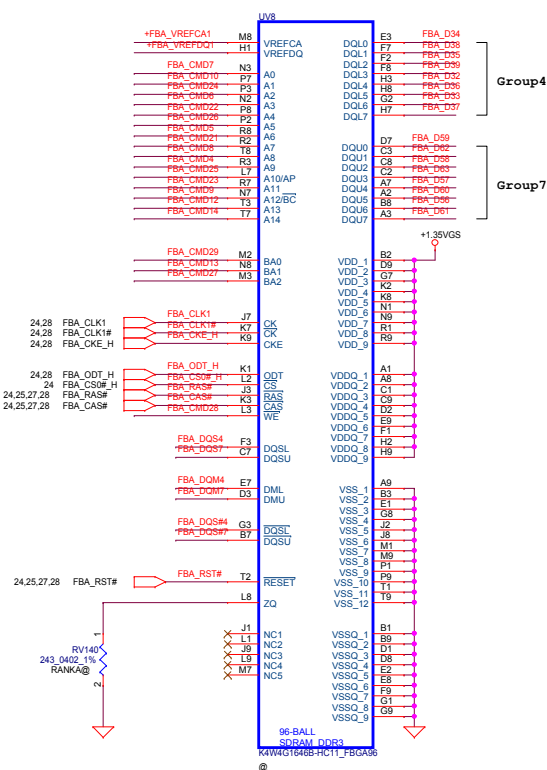 UV8
+FBA_VREFCA1 M8 VREFCA
+FBA_VREFDQ1 H1 VREFDQ
FBA_CMD7 N3 A0
FBA_CMD10 P7 A1
FBA_CMD24 P3 A2
FBA_CMD6 N2 A3
FBA_CMD22 P8 A4
FBA_CMD26 P2 A5
FBA_CMD5 R8 A6
FBA_CMD21 R2 A7
FBA_CMD8 T8 A8
FBA_CMD4 R3 A9
FBA_CMD25 L7 A10/AP
FBA_CMD23 R7 A11
FBA_CMD9 N7 A12/BC
FBA_CMD12 T3 A13
FBA_CMD14 T7 A14
FBA_CMD29 M2 BA0
FBA_CMD13 N8 BA1
FBA_CMD27 M3 BA2
24,28 FBA_CLK1 FBA_CLK1 J7 CK
24,28 FBA_CLK1# FBA_CLK1# K7 CK
24,28 FBA_CKE_H FBA_CKE_H K9 CKE
24,28 FBA_ODT_H FBA_ODT_H K1 ODT
24 FBA_CS0#_H FBA_CS0#_H L2 CS
24,25,27,28 FBA_RAS# FBA_RAS# J3 RAS
24,25,27,28 FBA_CAS# FBA_CAS# K3 CAS
FBA_CMD28 L3 WE
FBA_DQS4 F3 DQSL
FBA_DQS7 C7 DQSU
FBA_DQM4 E7 DML
FBA_DQM7 D3 DMU
FBA_DQS#4 G3 DQSL
FBA_DQS#7 B7 DQSU
24,25,27,28 FBA_RST# FBA_RST# T2 RESET
L8 ZQ
1
RV140
243_0402_1%
RANKA@
2
J1 NC1
L1 NC2
J9 NC3
L9 NC4
M7 NC5
DQL0 E3 FBA_D34
DQL1 F7 FBA_D38
DQL2 F2 FBA_D35
DQL3 F8 FBA_D39
DQL4 H3 FBA_D32
DQL5 H8 FBA_D36
DQL6 G2 FBA_D33
DQL7 H7 FBA_D37
Group4
DQU0 D7 FBA_D59
DQU1 C3 FBA_D62
DQU2 C8 FBA_D58
DQU3 C2 FBA_D63
DQU4 A7 FBA_D57
DQU5 A2 FBA_D60
DQU6 B8 FBA_D56
DQU7 A3 FBA_D61
Group7
+1.35VGS
VDD_1 B2
VDD_2 D9
VDD_3 G7
VDD_4 K2
VDD_5 K8
VDD_6 N1
VDD_7 N9
VDD_8 R1
VDD_9 R9
VDDQ_1 A1
VDDQ_2 A8
VDDQ_3 C1
VDDQ_4 C9
VDDQ_5 D2
VDDQ_6 E9
VDDQ_7 F1
VDDQ_8 H2
VDDQ_9 H9
VSS_1 A9
VSS_2 B3
VSS_3 E1
VSS_4 G8
VSS_5 J2
VSS_6 J8
VSS_7 M1
VSS_8 M9
VSS_9 P1
VSS_10 P9
VSS_11 T1
VSS_12 T9
VSSQ_1 B1
VSSQ_2 B9
VSSQ_3 D1
VSSQ_4 D8
VSSQ_5 E2
VSSQ_6 E8
VSSQ_7 F9
VSSQ_8 G1
VSSQ_9 G9
96-BALL
SDRAM_DDR3
K4W4G1646B-HC11_FBGA96
@